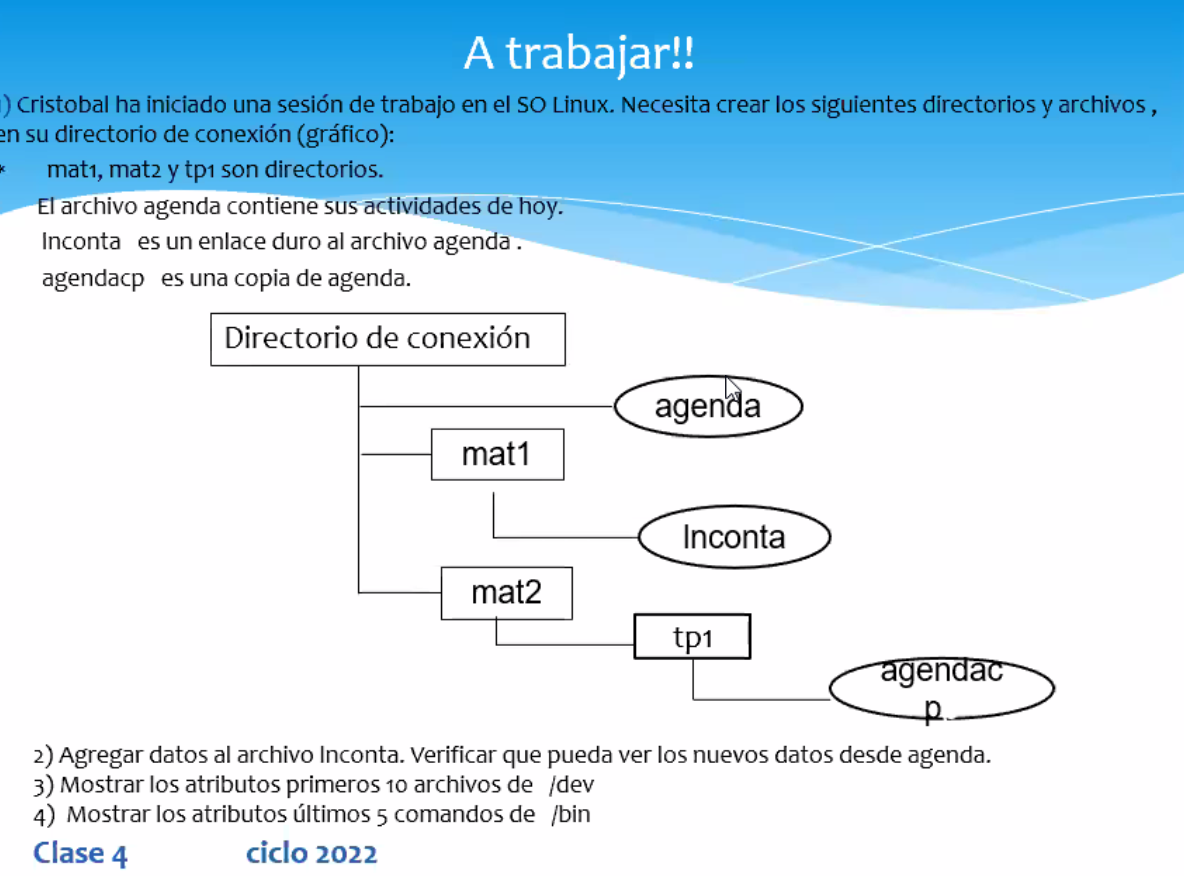 A trabajar!!
) Cristobal ha iniciado una sesión de trabajo en el SO Linux. Necesita crear los siguientes directorios y archivos ,
en su directorio de conexión (gráfico):
* mat1, mat2 y tp1 son directorios.
El archivo agenda contiene sus actividades de hoy.
lnconta es un enlace duro al archivo agenda .
agendacp es una copia de agenda.
Directorio de conexión
agenda
mat1
lnconta
mat2
tp1
agendac
p
2) Agregar datos al archivo lnconta. Verificar que pueda ver los nuevos datos desde agenda.
3) Mostrar los atributos primeros 10 archivos de /dev
4) Mostrar los atributos últimos 5 comandos de /bin
Clase 4 ciclo 2022